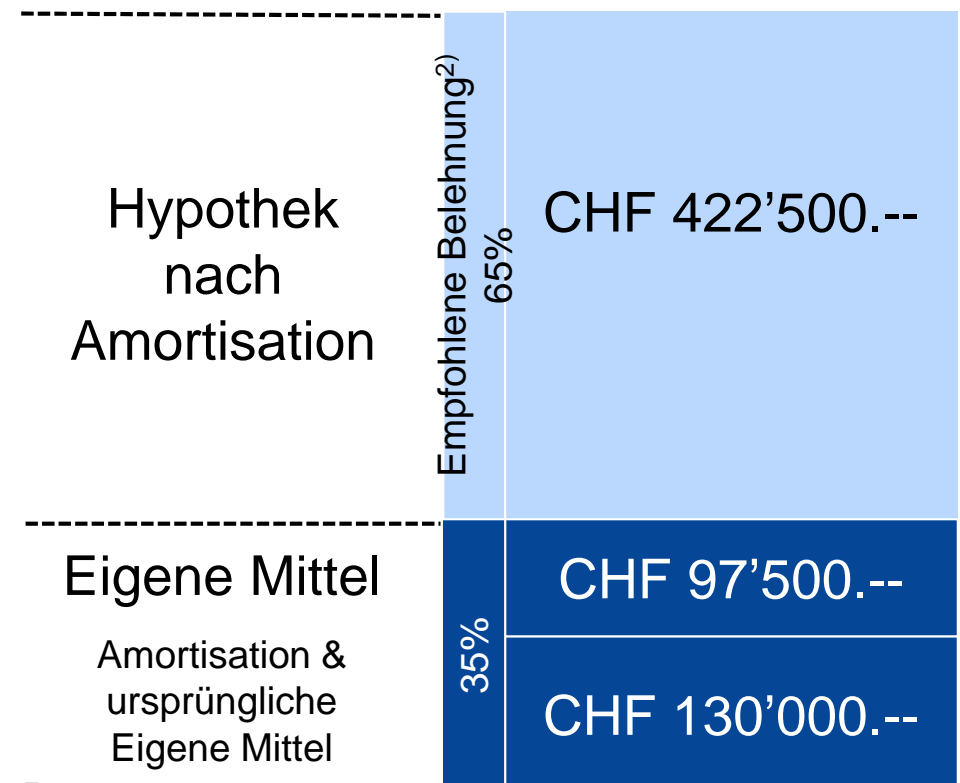 Hypothek
nach
Amortisation
Empfohlene Belehnung2)
65%
CHF 422’500.--
Eigene Mittel
Amortisation &
ursprüngliche
Eigene Mittel
35%
CHF 97’500.--
CHF 130’000.--